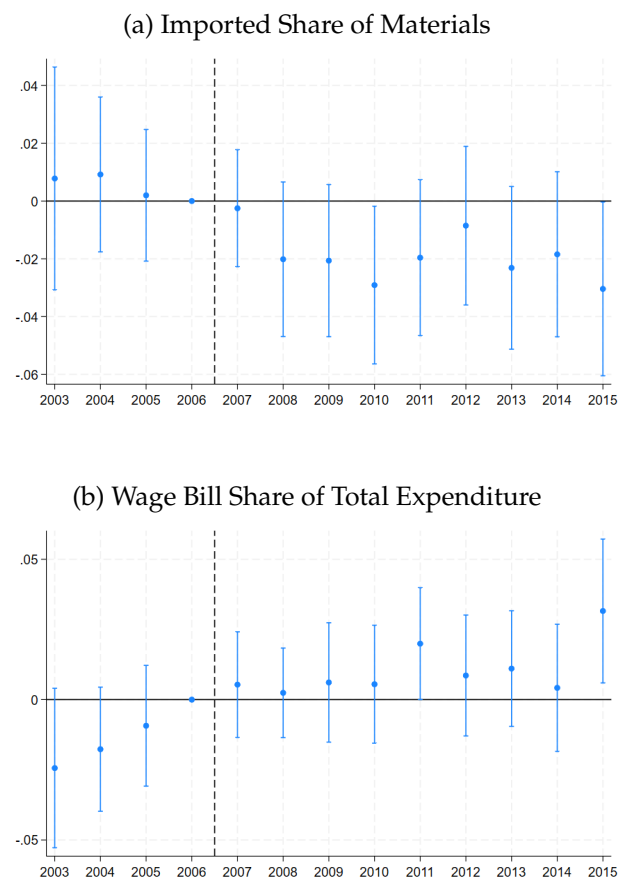 (a) Imported Share of Materials
.04
.02
0
-.02
-.04
-.06
2003 2004 2005 2006 2007 2008 2009 2010 2011 2012 2013 2014 2015
(b) Wage Bill Share of Total Expenditure
.05
0
-.05
2003 2004 2005 2006 2007 2008 2009 2010 2011 2012 2013 2014 2015